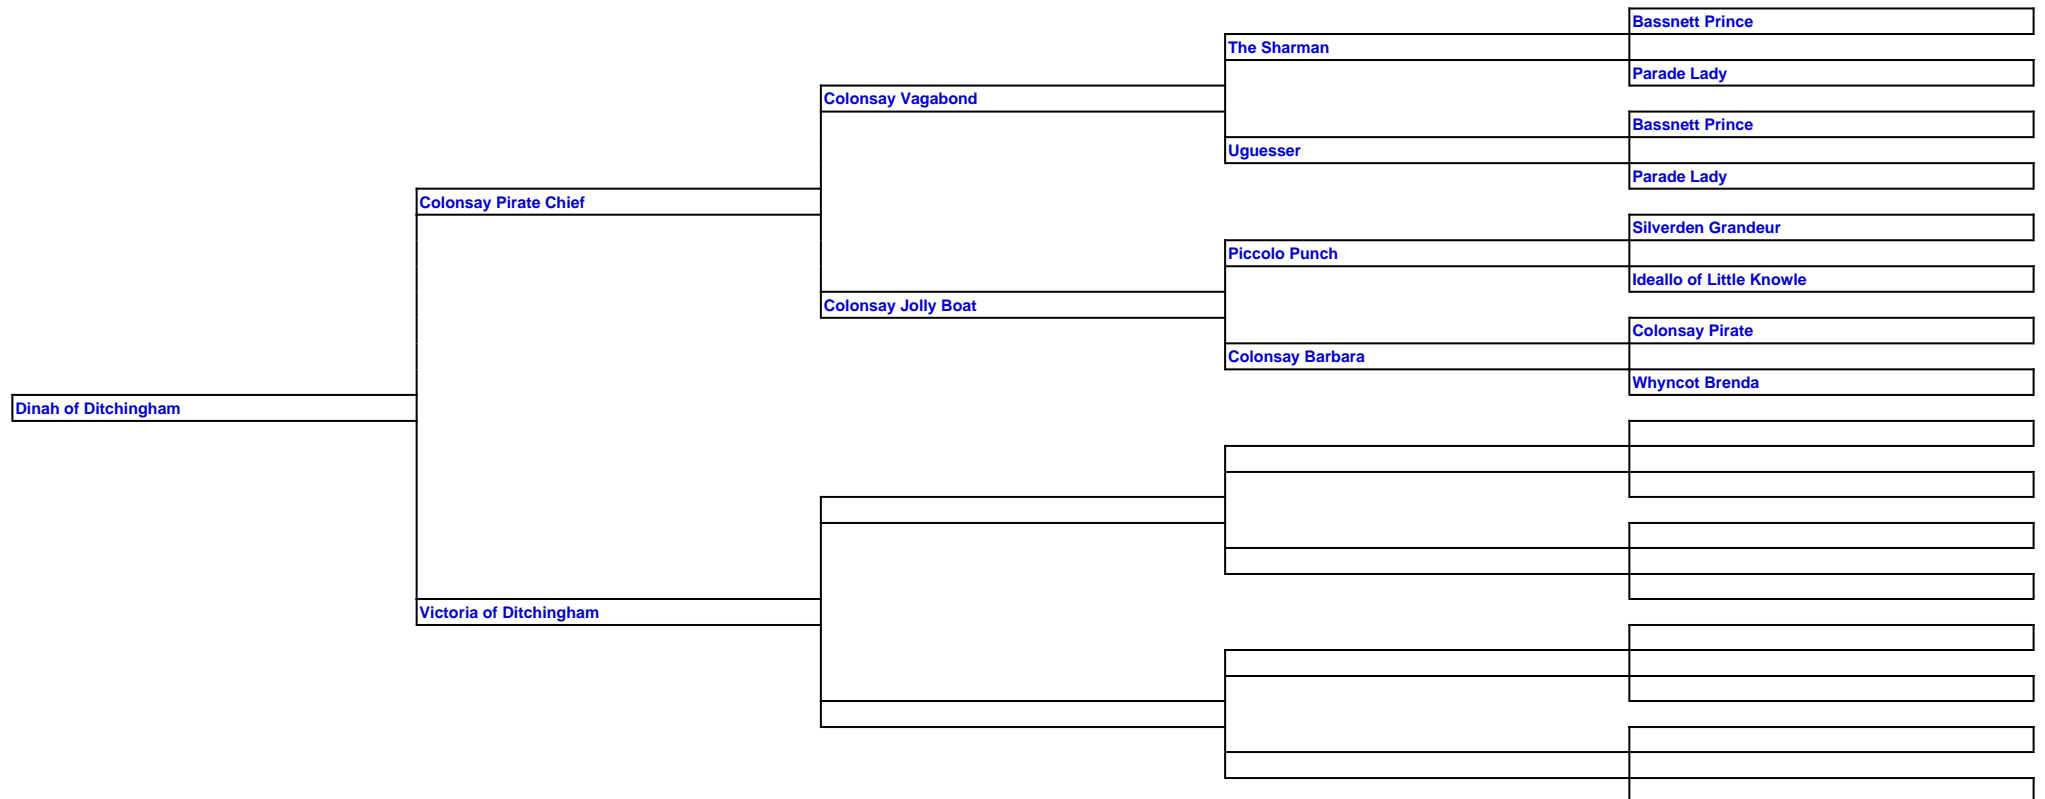 Bassnett Prince
The Sharman
Parade Lady
Colonsay Vagabond
Bassnett Prince
Uguesser
Parade Lady
Colonsay Pirate Chief
Silverden Grandeur
Piccolo Punch
Ideallo of Little Knowle
Colonsay Jolly Boat
Colonsay Pirate
Colonsay Barbara
Whyncot Brenda
Dinah of Ditchingham
Victoria of Ditchingham